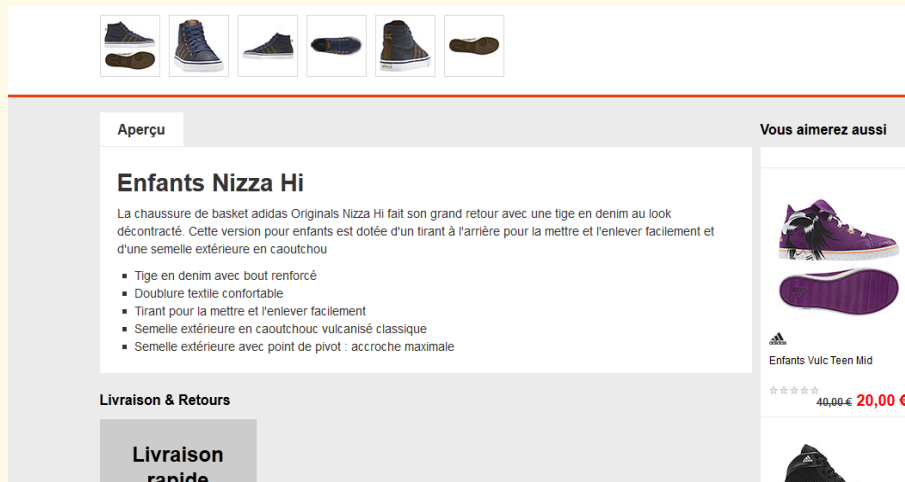 Aperçu
Vous aimerez aussi
Enfants Nizza Hi
La chaussure de basket adidas Originals Nizza Hi fait son grand retour avec une tige en denim au look
décontracté. Cette version pour enfants est dotée d'un tirant à l'arrière pour la mettre et l'enlever facilement et
d'une semelle extérieure en caoutchou
Tige en denim avec bout renforcé
Doublure textile confortable
Tirant pour la mettre et l'enlever facilement
Semelle extérieure en caoutchouc vulcanisé classique
Semelle extérieure avec point de pivot : accroche maximale
adidas
Enfants Vulc Teen Mid
40,00 € 20,00 €
Livraison & Retours
Livraison
rapide